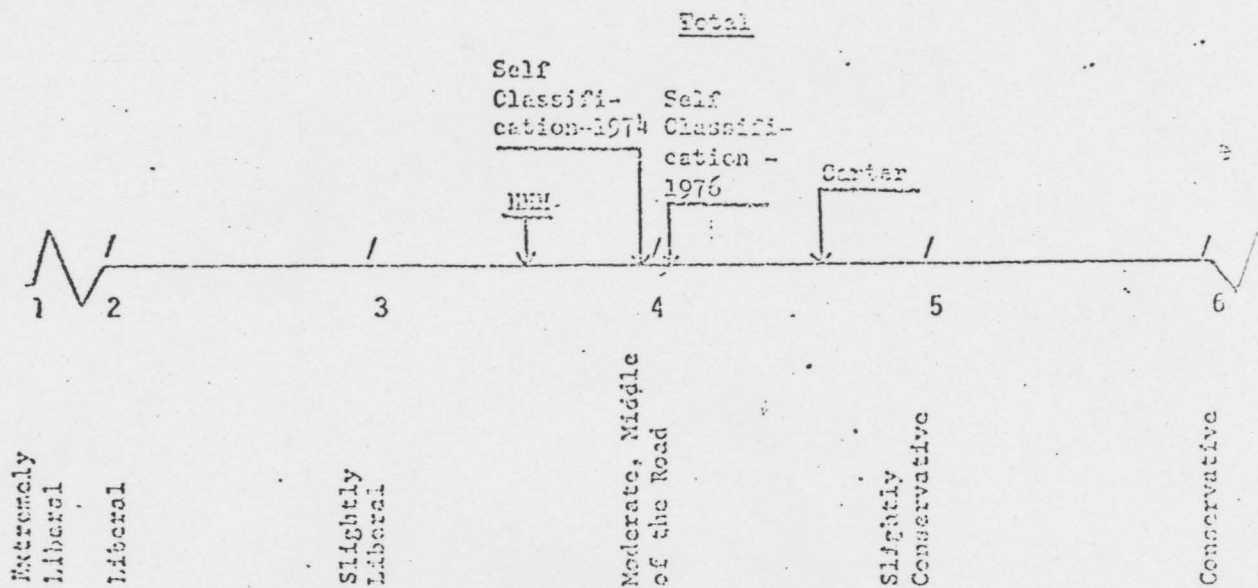 Total
Self
Classifi-
cation-1974
Self
Classifi-
cation -
1976
Carter
1
2
3
4
5
6
Extremely
Liberal
Liberal
Slightly
Liberal
Moderate, Middle
of the Road
Slightly
Conservative
Conservative